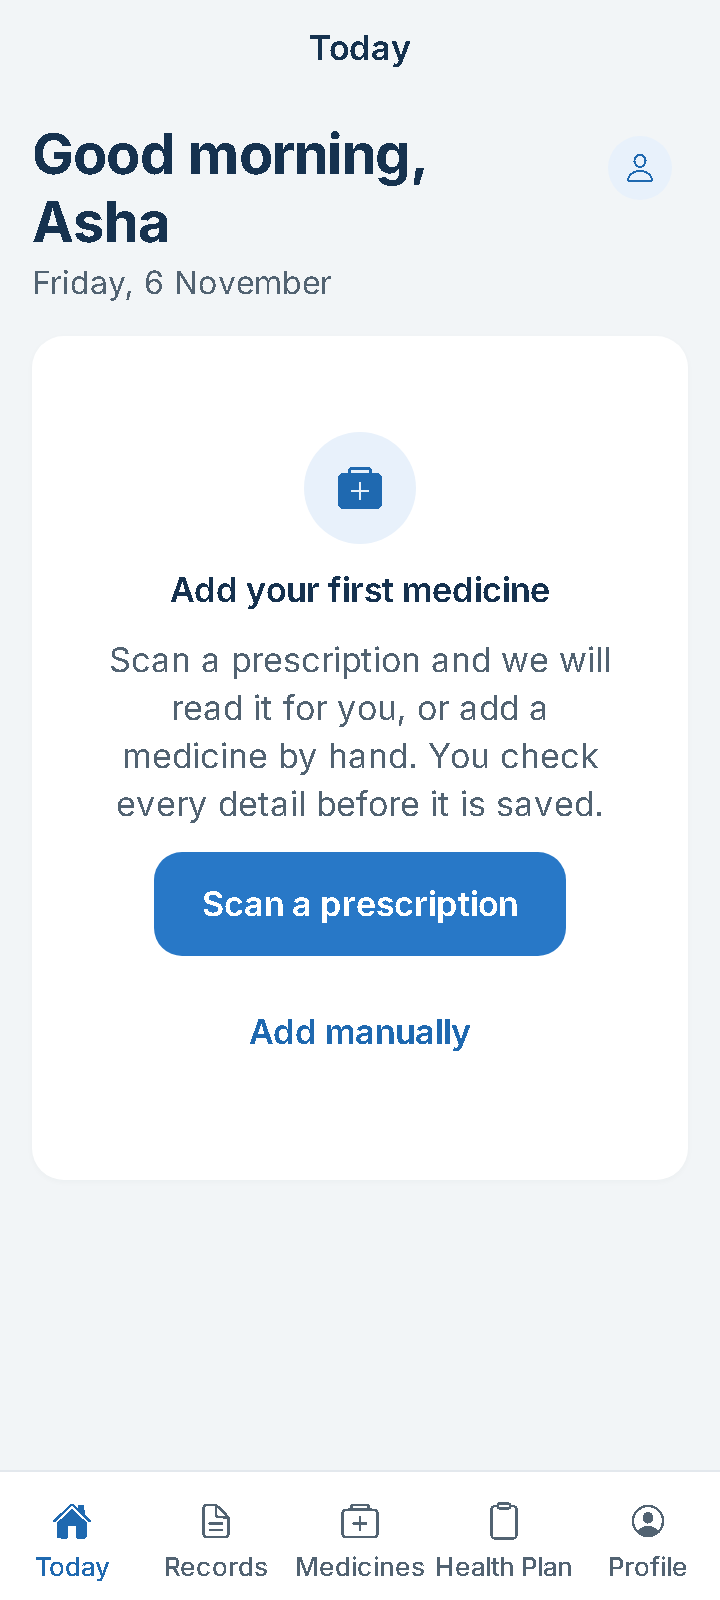 Today
Good morning,
Asha
Friday, 6 November
Add your first medicine
Scan a prescription and we will
read it for you, or add a
medicine by hand. You check
every detail before it is saved.
Scan a prescription
Add manually
Today
Records
Medicines
Health Plan
Profile